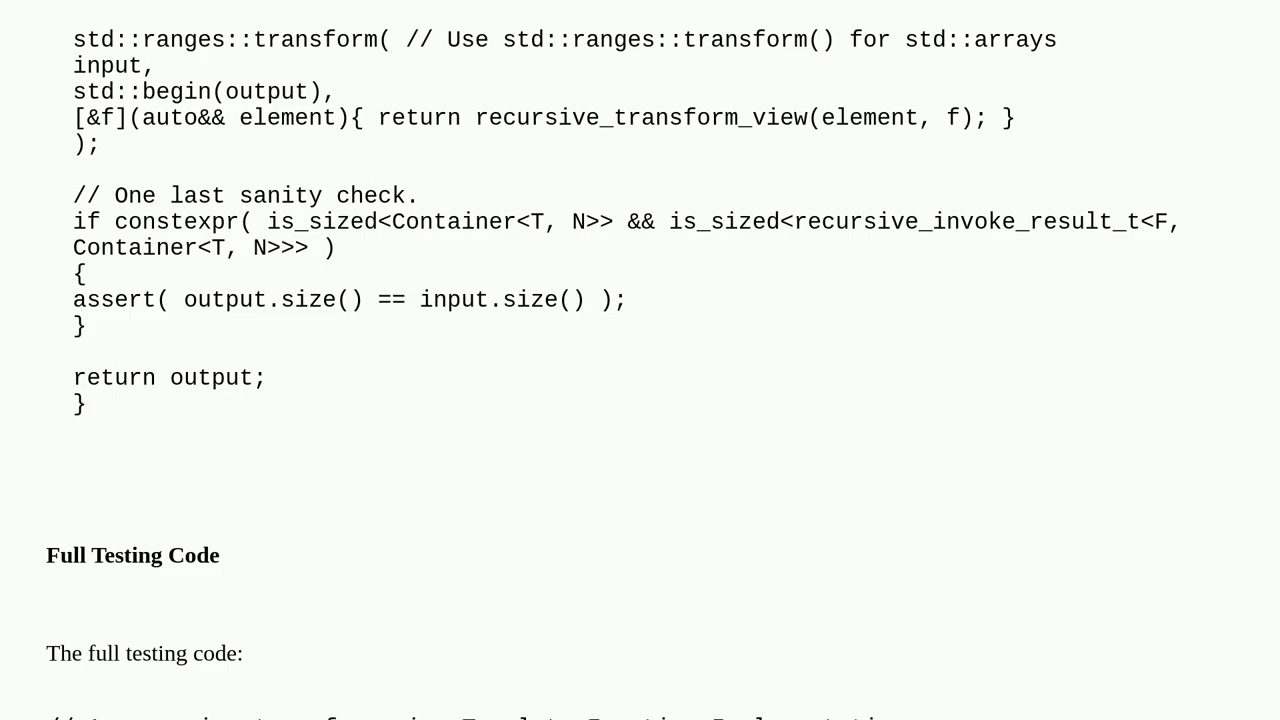 std::ranges::transform( // Use std::ranges::transform() for std::arrays
input,
std::begin(output),
[&f](auto&& element){ return recursive_transform_view(element, f); }
);
// One last sanity check.
if constexpr( is_sized<Container<T, N>> && is_sized<recursive_invoke_result_t<F,
Container<T, N>>> )
{
assert( output.size() == input.size() );
}
return output;
}
Full Testing Code
The full testing code: